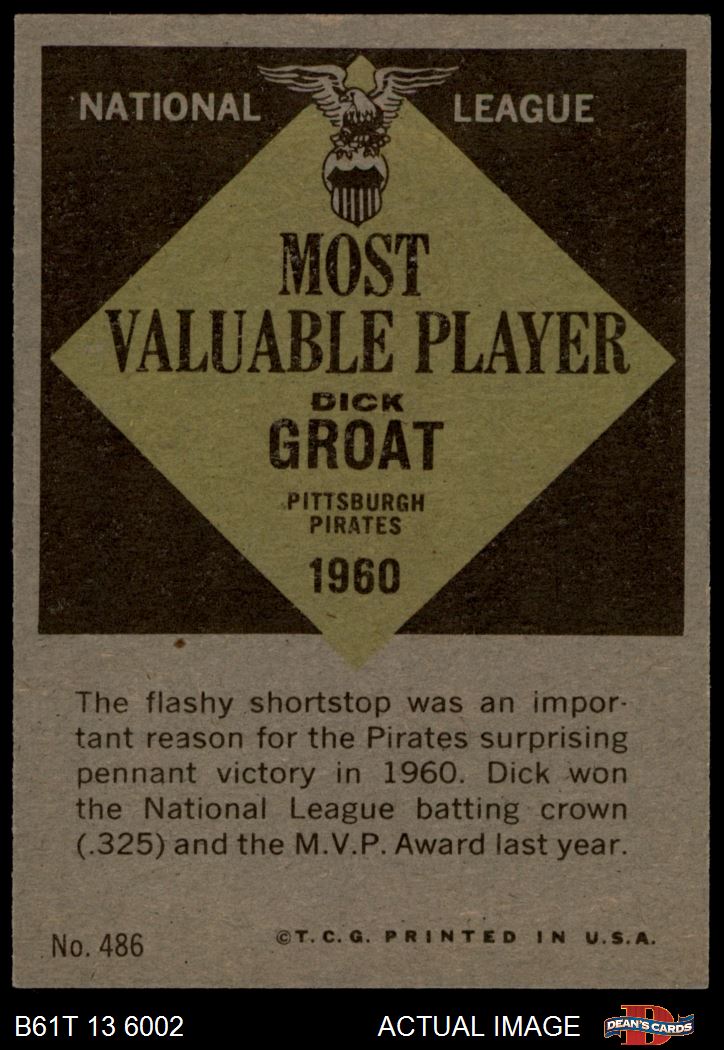 NATIONAL LEAGUE
MOST
VALUABLE PLAYER
DICK
GROAT
PITTSBURGH
PIRATES
1960
The flashy shortstop was an impor-
tant reason for the Pirates surprising
pennant victory in 1960. Dick won
the National League batting crown
(.325) and the M.V.P. Award last year.
No. 486 ©T.C.G. PRINTED IN U.S.A.
B61T 13 6002 ACTUAL IMAGE D DEAN'S CARDS